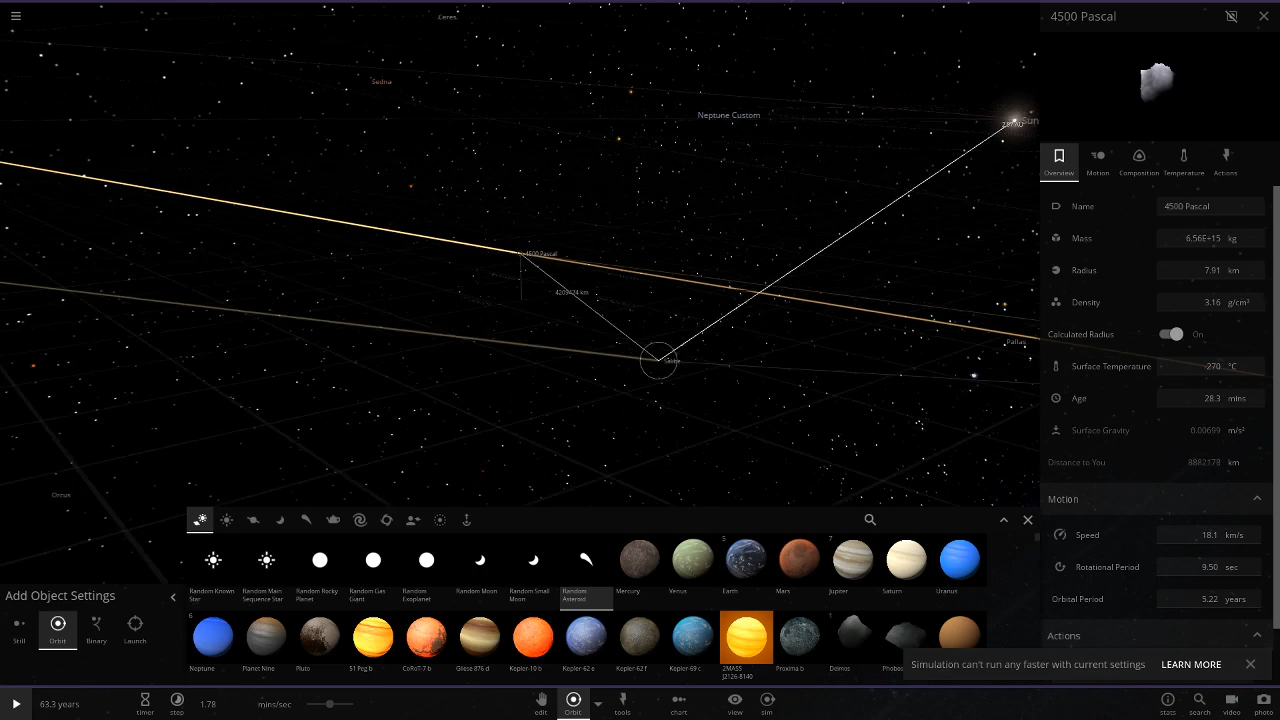 Ceres
4500 Pascal
Sedna
Neptune Custom
Sun
Overview
Motion
Composition
Temperature
Actions
Name
4500 Pascal
Mass
6.56E+15 kg
4500 Pascal
Radius
7.91 km
4209474 km
Density
3.16 g/cm³
Calculated Radius
On
Pallas
Surface Temperature
-270 °C
Age
28.3 mins
Surface Gravity
0.00699 m/s²
Distance to You
8882178 km
Orcus
Motion
Speed
18.1 km/s
Rotational Period
9.50 sec
Orbital Period
5.22 years
Actions
5
7
Random Known
Star
Random Main
Sequence Star
Random Rocky
Planet
Random Gas
Giant
Random
Exoplanet
Random Moon
Random Small
Moon
Random
Asteroid
Mercury
Venus
Earth
Mars
Jupiter
Saturn
Uranus
Add Object Settings
Still
Orbit
Binary
Launch
6
1
Neptune
Planet Nine
Pluto
51 Peg b
CoRoT-7 b
Gliese 876 d
Kepler-10 b
Kepler-62 e
Kepler-62 f
Kepler-69 c
2MASS
J2126-8140
Proxima b
Deimos
Phobos
Simulation can't run any faster with current settings
LEARN MORE
63.3 years
timer
step
1.78
mins/sec
edit
Orbit
tools
chart
view
sim
stats
search
video
photo